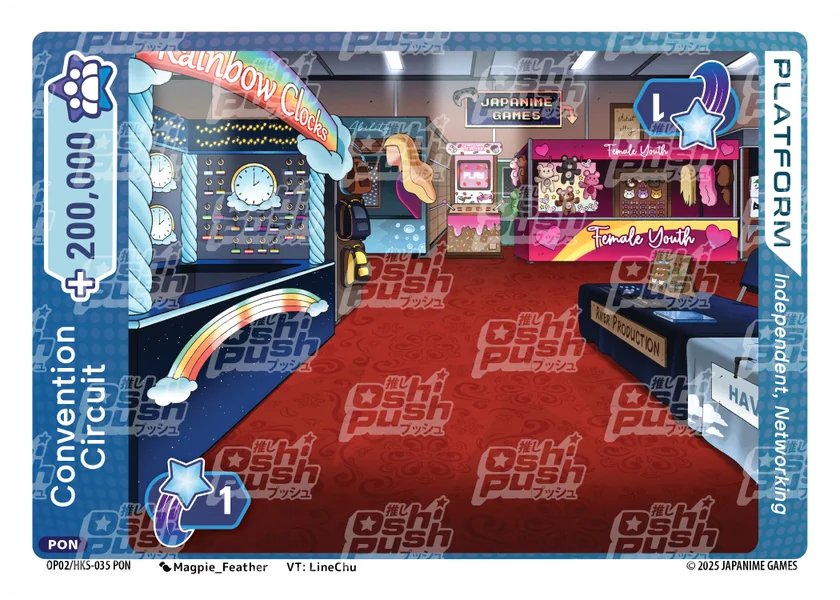 Rainbow Clocks
JAPANIME
GAMES
PLAY
Female Youth
Female Youth
RVER PRODUCTION
HAV
+ 200,000
Convention
Circuit
1
1
PLATFORM
Independent, Networking
推し
Oshi
push
プッシュ
PON
OP02/HKS-035 PON
Magpie_Feather
VT: LineChu
© 2025 JAPANIME GAMES